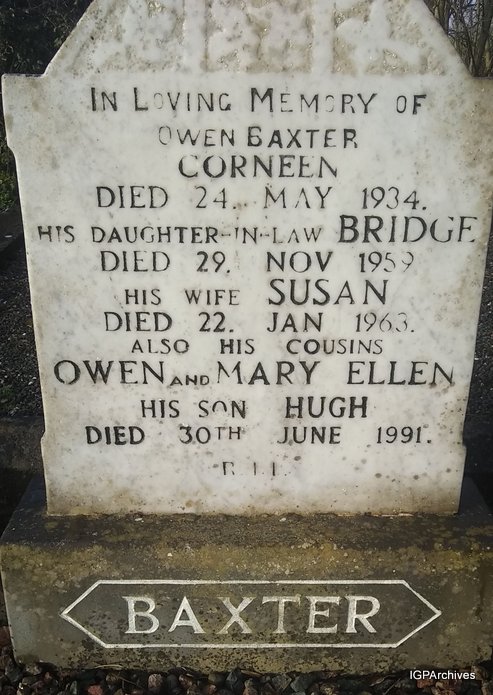 IN LOVING MEMORY OF
OWEN BAXTER
CORNEEN
DIED 24. MAY 1934.
HIS DAUGHTER-IN-LAW BRIDGE
DIED 29. NOV 1959
HIS WIFE SUSAN
DIED 22. JAN 1963.
ALSO HIS COUSINS
OWEN AND MARY ELLEN
HIS SON HUGH
DIED 30TH JUNE 1991.
R.I.P.
BAXTER
IGPArchives